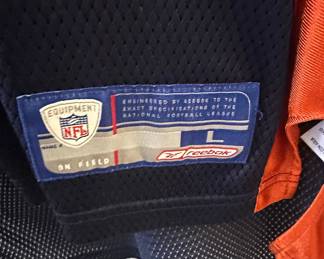 EQUIPMENT
NFL
ENGINEERED BY REEBOK TO THE
EXACT SPECIFICATIONS OF THE
NATIONAL FOOTBALL LEAGUE
L
ON FIELD
Reebok